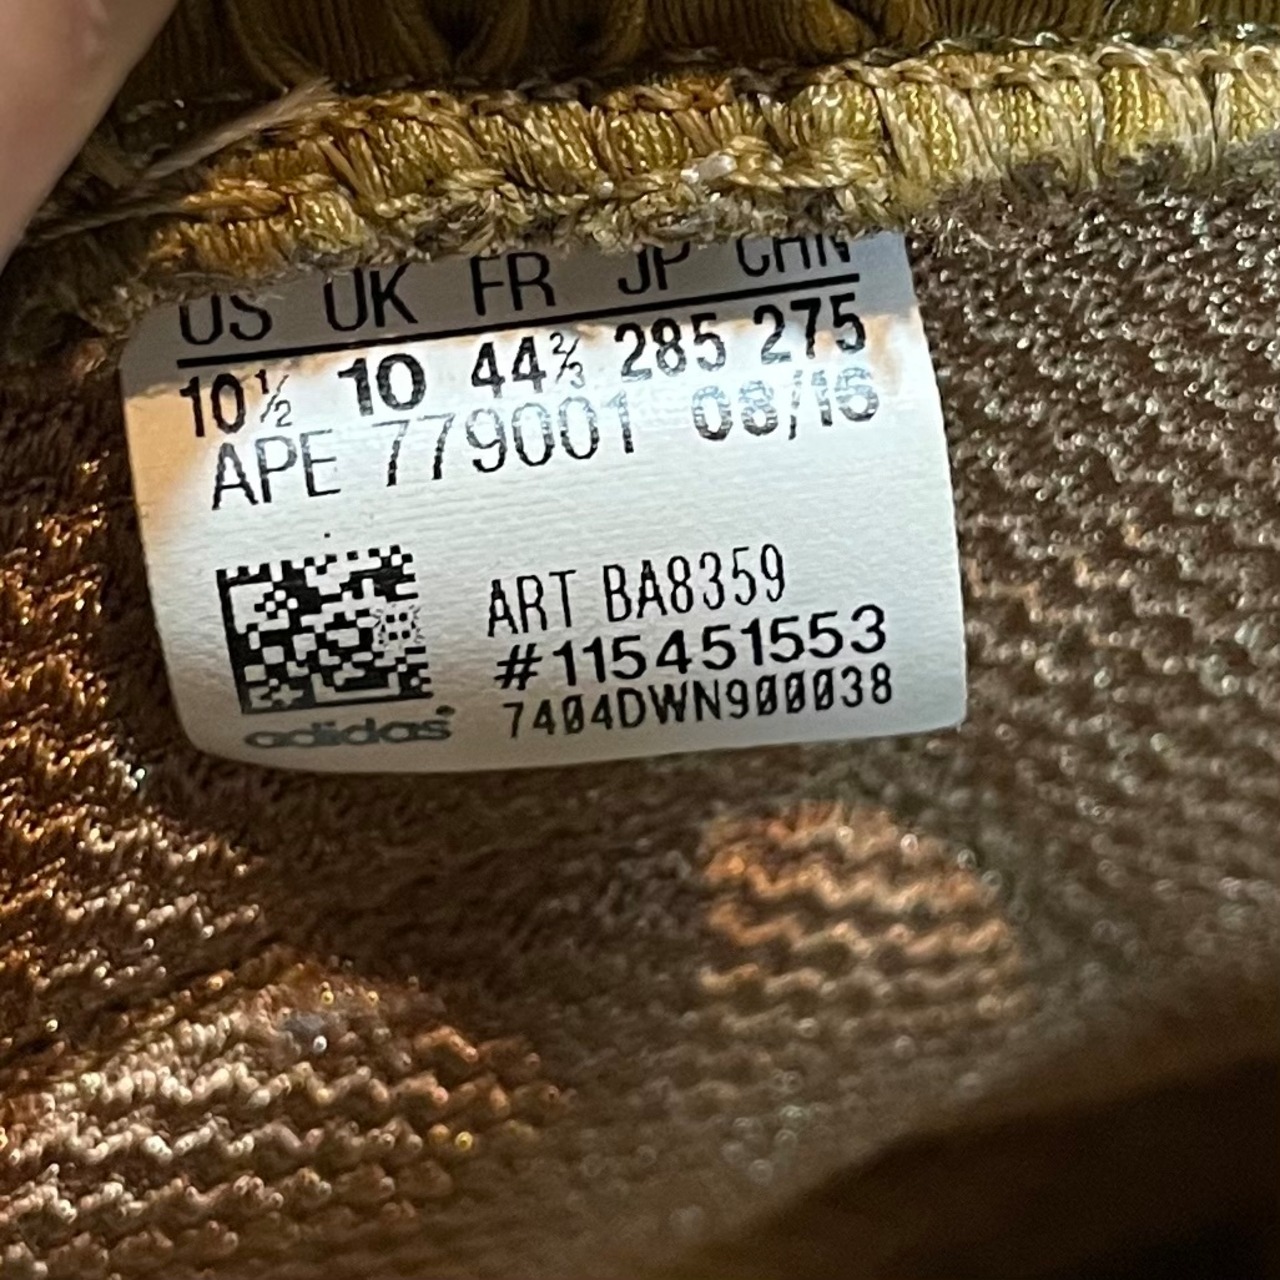 US UK FR JP CHN
10½ 10 44⅔ 285 275
APE 779001 08/16
ART BA8359
#115451553
7404DWN900038
adidas®